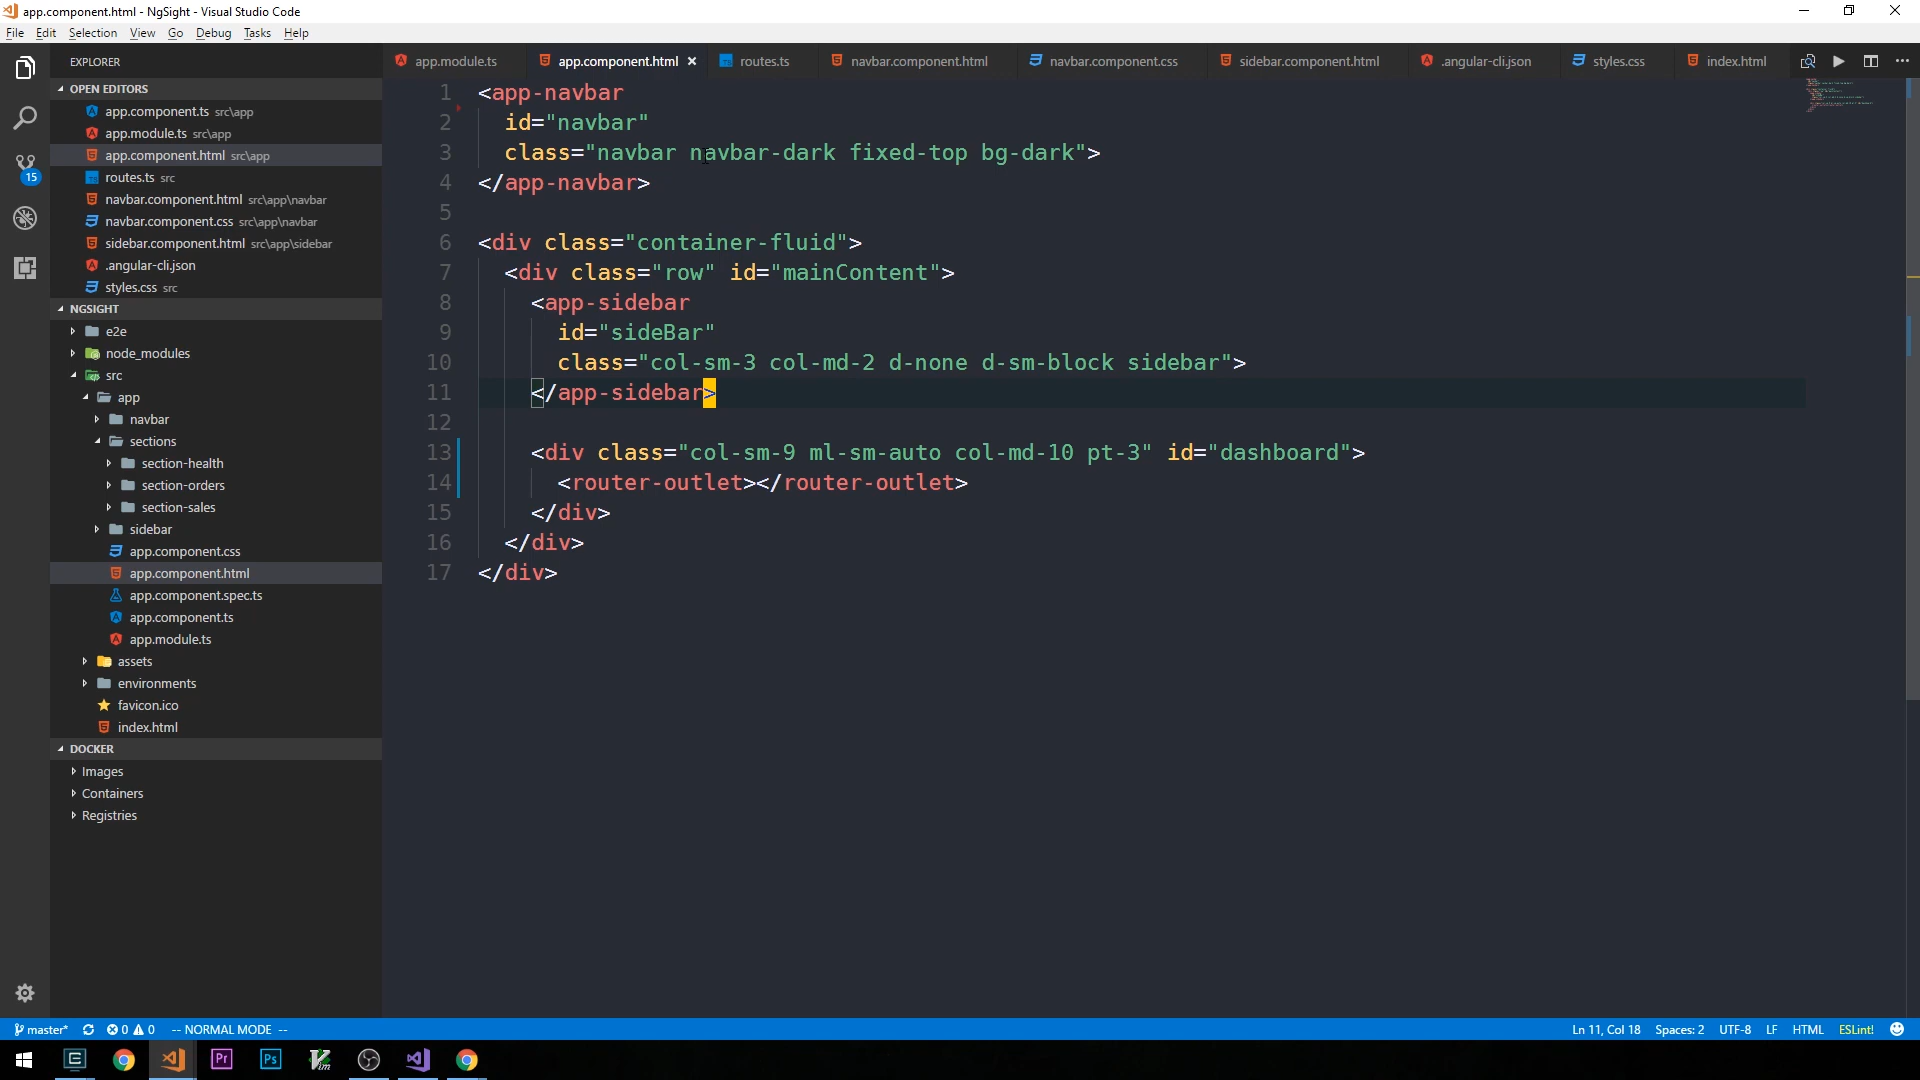 app.component.html - NgSight - Visual Studio Code
File Edit Selection View Go Debug Tasks Help
EXPLORER
OPEN EDITORS
app.component.ts src\app
app.module.ts src\app
app.component.html src\app
routes.ts src
navbar.component.html src\app\navbar
navbar.component.css src\app\navbar
sidebar.component.html src\app\sidebar
.angular-cli.json
styles.css src
NGSIGHT
e2e
node_modules
src
app
navbar
sections
section-health
section-orders
section-sales
sidebar
app.component.css
app.component.html
app.component.spec.ts
app.component.ts
app.module.ts
assets
environments
favicon.ico
index.html
DOCKER
Images
Containers
Registries
15
app.module.ts app.component.html routes.ts navbar.component.html navbar.component.css sidebar.component.html .angular-cli.json styles.css index.html
1 <app-navbar
2 id="navbar"
3 class="navbar navbar-dark fixed-top bg-dark">
4 </app-navbar>
5
6 <div class="container-fluid">
7 <div class="row" id="mainContent">
8 <app-sidebar
9 id="sideBar"
10 class="col-sm-3 col-md-2 d-none d-sm-block sidebar">
11 </app-sidebar>
12
13 <div class="col-sm-9 ml-sm-auto col-md-10 pt-3" id="dashboard">
14 <router-outlet></router-outlet>
15 </div>
16 </div>
17 </div>
master* 0 0 -- NORMAL MODE -- Ln 11, Col 18 Spaces: 2 UTF-8 LF HTML ESLint!
Pr Ps Vim